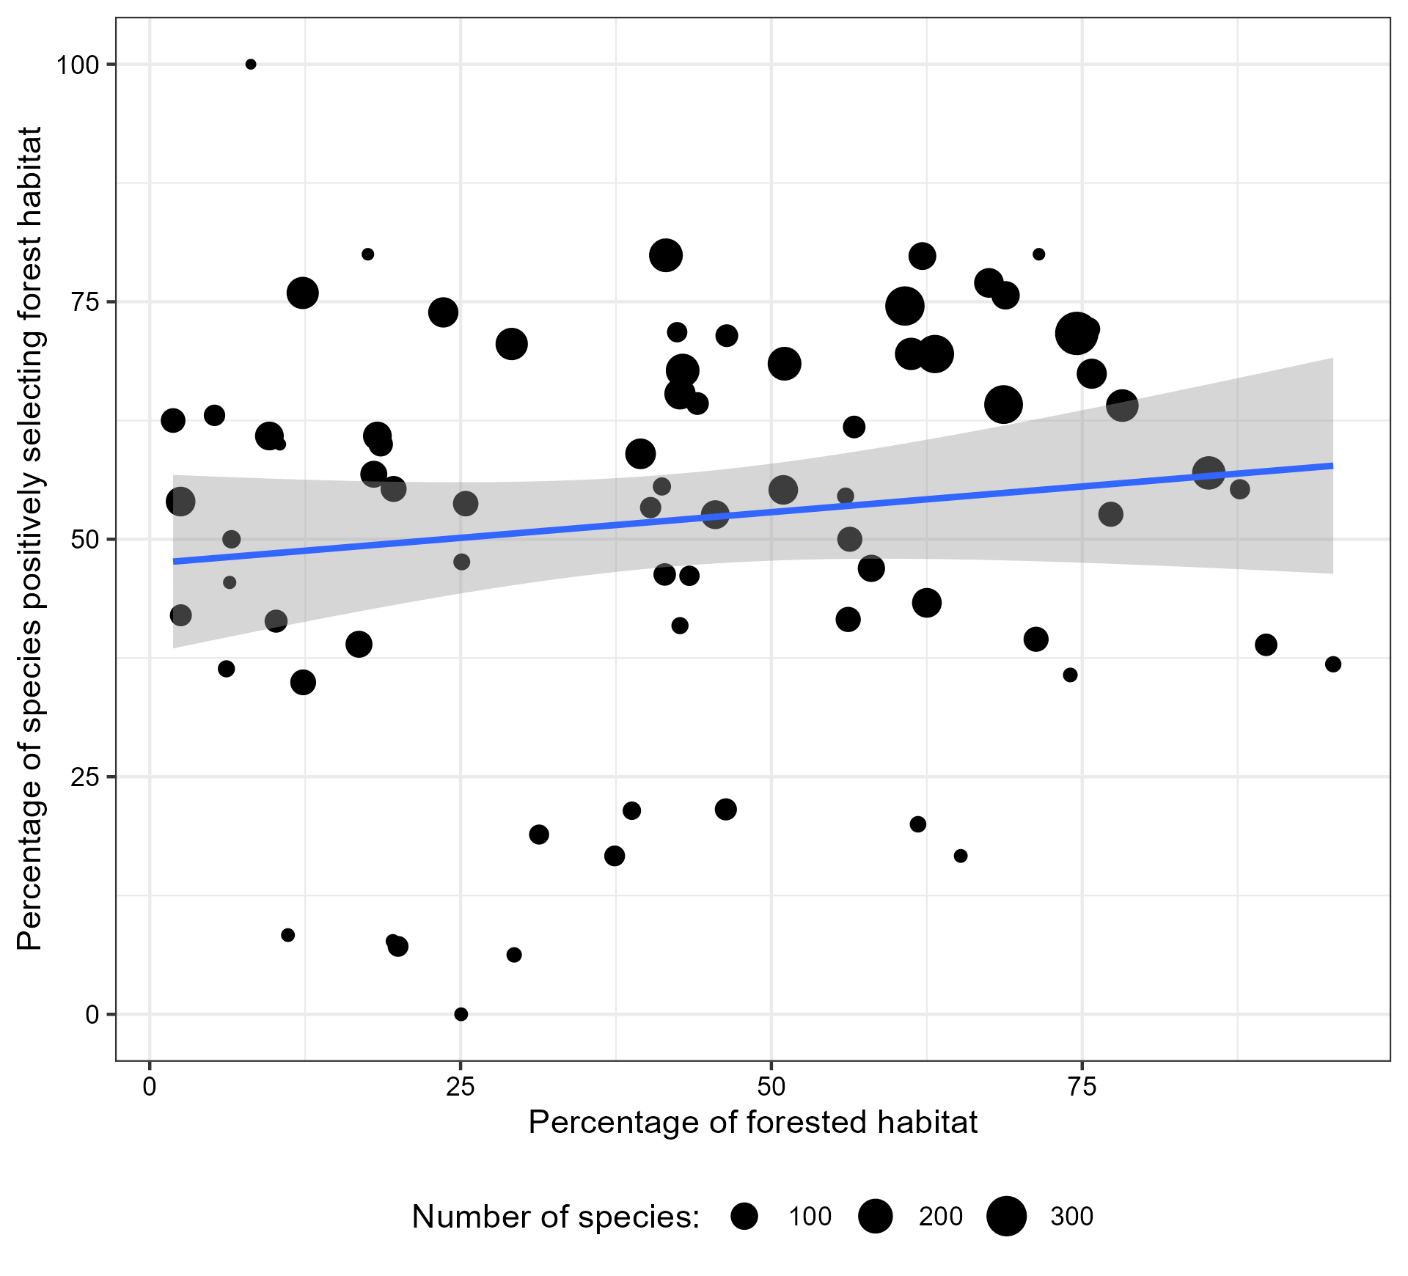 Percentage of species positively selecting forest habitat
100
75
50
25
0
0 25 50 75
Percentage of forested habitat
Number of species: 100 200 300